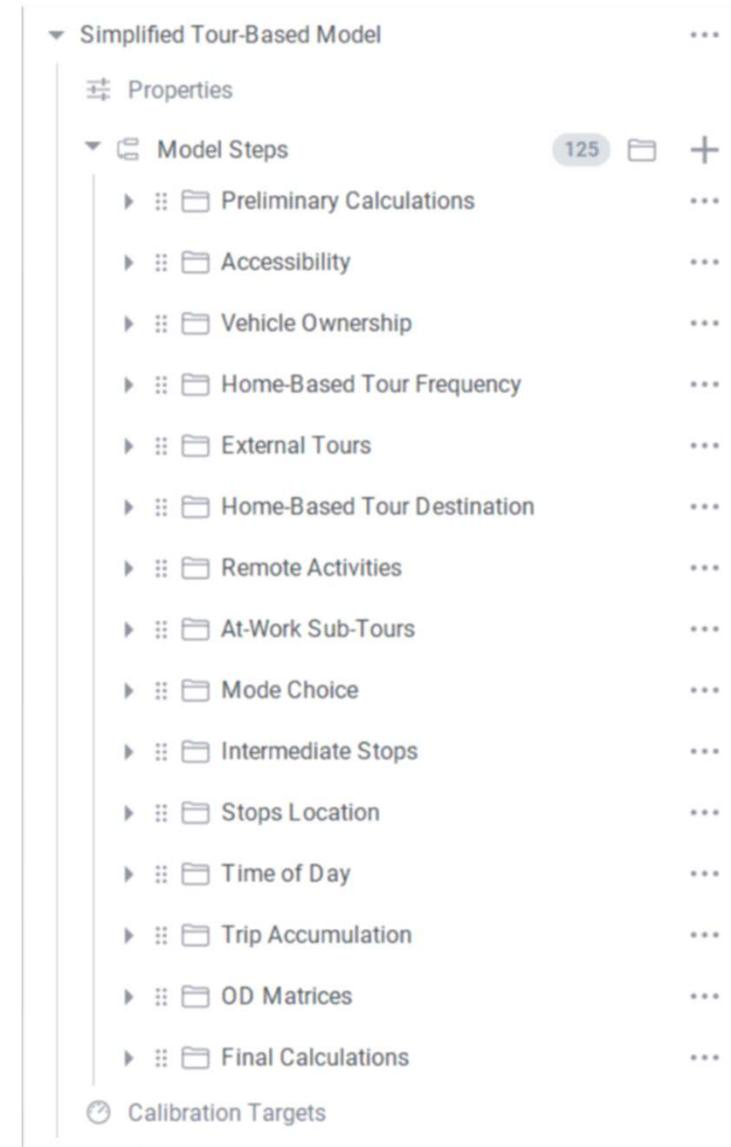 Simplified Tour-Based Model
Properties
Model Steps 125
Preliminary Calculations
Accessibility
Vehicle Ownership
Home-Based Tour Frequency
External Tours
Home-Based Tour Destination
Remote Activities
At-Work Sub-Tours
Mode Choice
Intermediate Stops
Stops Location
Time of Day
Trip Accumulation
OD Matrices
Final Calculations
Calibration Targets